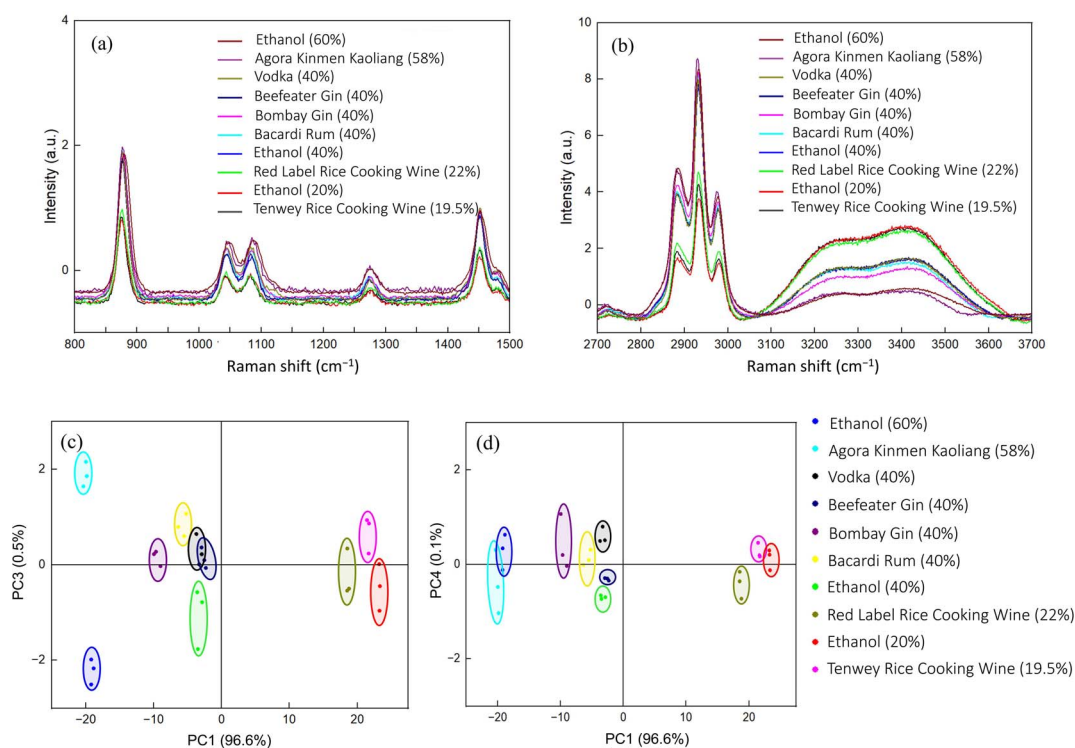 (a)
4
2
0
Intensity (a.u.)
Ethanol (60%)
Agora Kinmen Kaoliang (58%)
Vodka (40%)
Beefeater Gin (40%)
Bombay Gin (40%)
Bacardi Rum (40%)
Ethanol (40%)
Red Label Rice Cooking Wine (22%)
Ethanol (20%)
Tenwey Rice Cooking Wine (19.5%)
800 900 1000 1100 1200 1300 1400 1500
Raman shift (cm⁻¹)
(b)
10
8
6
4
2
0
Intensity (a.u.)
Ethanol (60%)
Agora Kinmen Kaoliang (58%)
Vodka (40%)
Beefeater Gin (40%)
Bombay Gin (40%)
Bacardi Rum (40%)
Ethanol (40%)
Red Label Rice Cooking Wine (22%)
Ethanol (20%)
Tenwey Rice Cooking Wine (19.5%)
2700 2800 2900 3000 3100 3200 3300 3400 3500 3600 3700
Raman shift (cm⁻¹)
(c)
2
0
−2
PC3 (0.5%)
−20 −10 0 10 20
PC1 (96.6%)
(d)
2
0
−2
PC4 (0.1%)
−20 −10 0 10 20
PC1 (96.6%)
Ethanol (60%)
Agora Kinmen Kaoliang (58%)
Vodka (40%)
Beefeater Gin (40%)
Bombay Gin (40%)
Bacardi Rum (40%)
Ethanol (40%)
Red Label Rice Cooking Wine (22%)
Ethanol (20%)
Tenwey Rice Cooking Wine (19.5%)